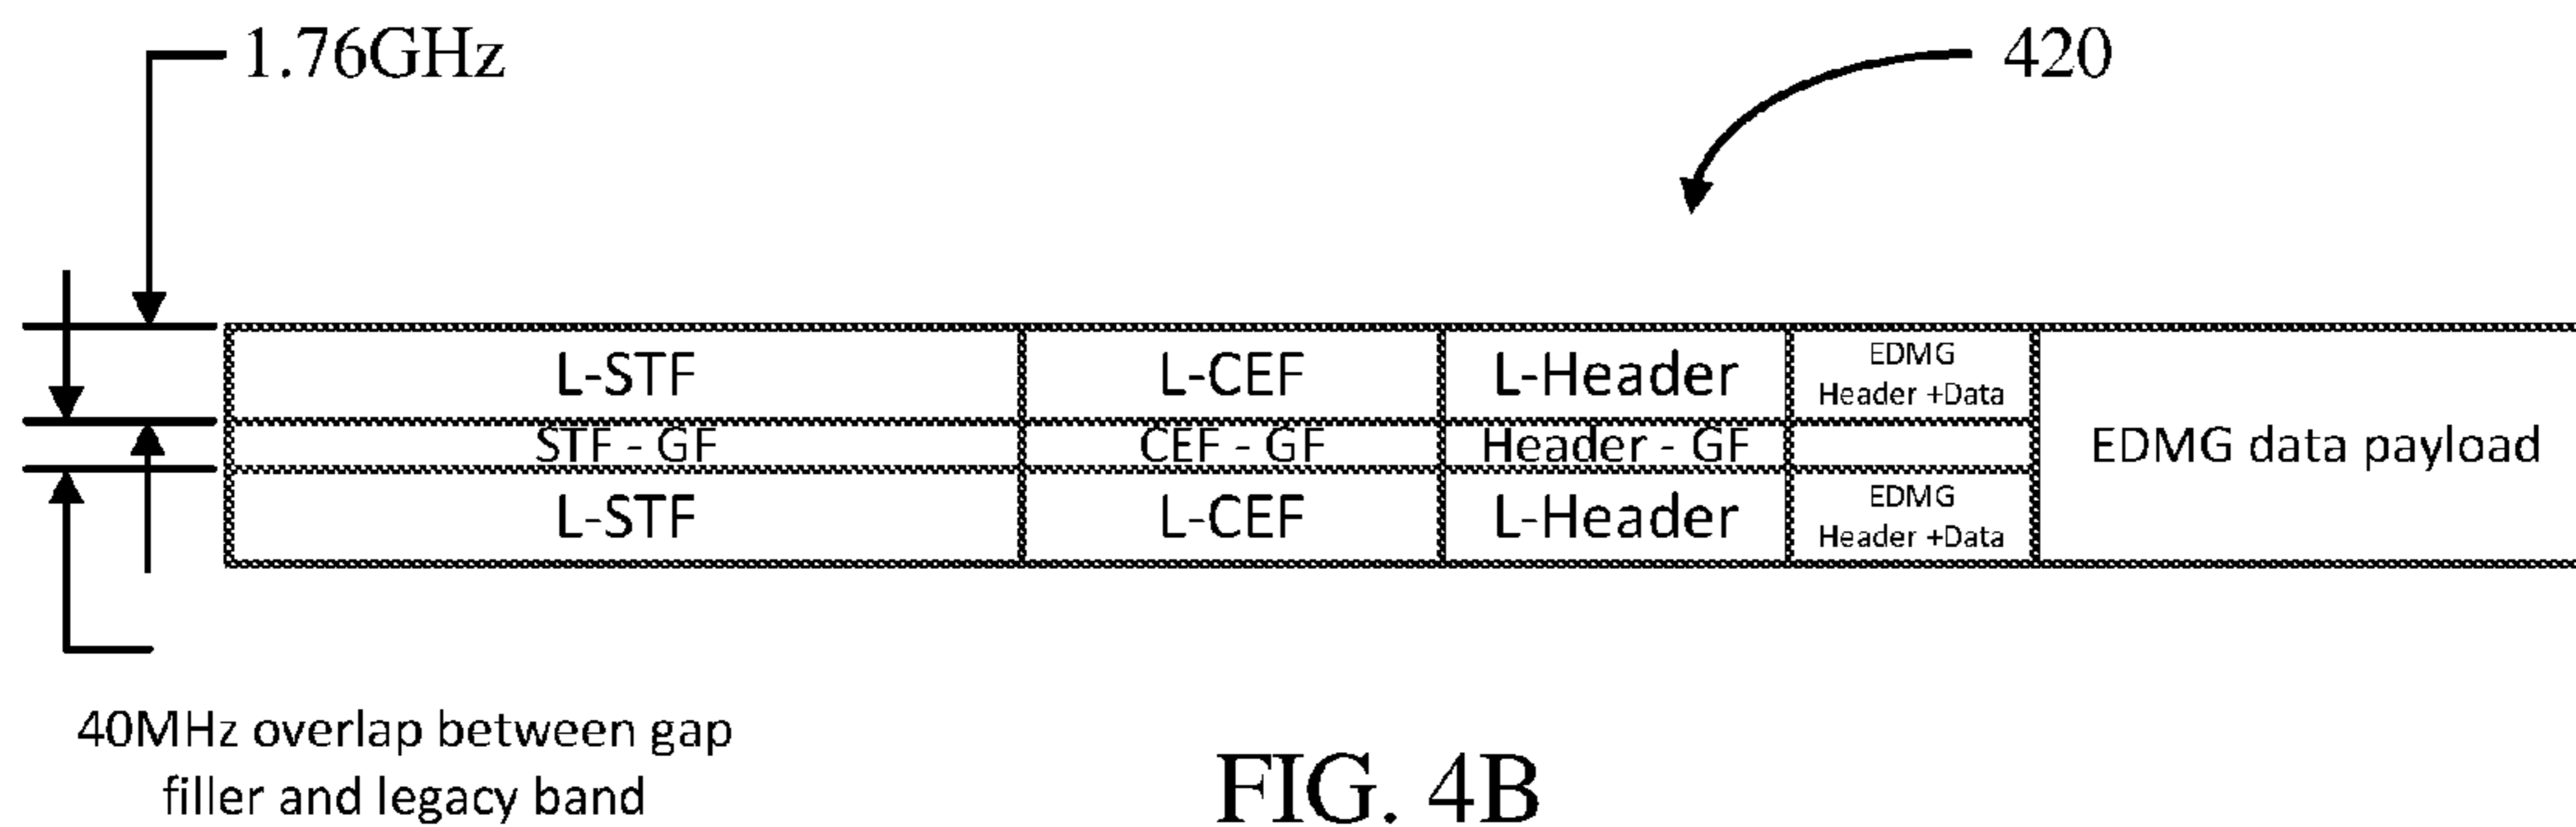 1.76GHz
420
L-STF
L-CEF
L-Header
EDMG
Header +Data
STF - GF
CEF - GF
Header - GF
EDMG data payload
L-STF
L-CEF
L-Header
EDMG
Header +Data
40MHz overlap between gap
filler and legacy band
FIG. 4B